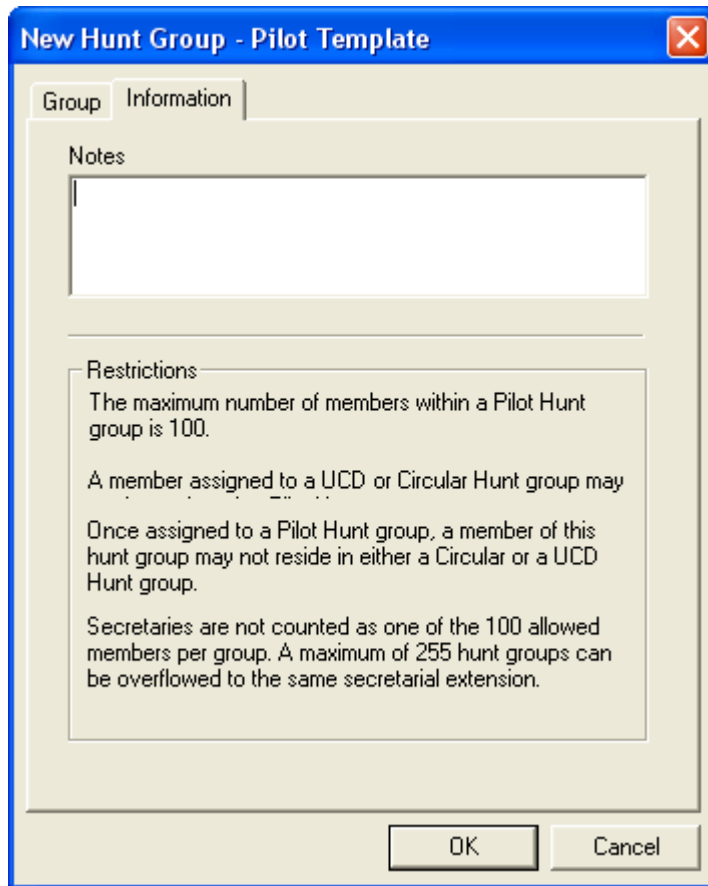 New Hunt Group - Pilot Template
Group
Information
Notes
Restrictions
The maximum number of members within a Pilot Hunt
group is 100.
A member assigned to a UCD or Circular Hunt group may
Once assigned to a Pilot Hunt group, a member of this
hunt group may not reside in either a Circular or a UCD
Hunt group.
Secretaries are not counted as one of the 100 allowed
members per group. A maximum of 255 hunt groups can
be overflowed to the same secretarial extension.
OK
Cancel